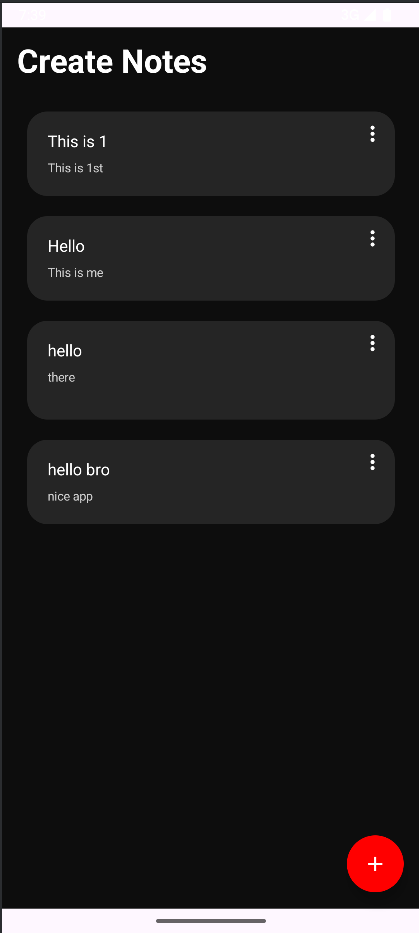 Create Notes
This is 1
This is 1st
Hello
This is me
hello
there
hello bro
nice app
+